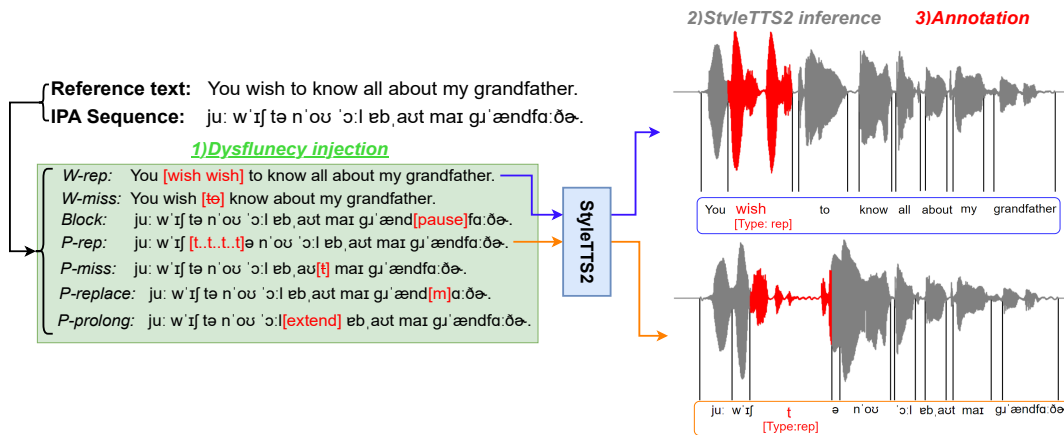 2)StyleTTS2 inference
3)Annotation
Reference text: You wish to know all about my grandfather.
IPA Sequence: juː wˈɪʃ tə nˈoʊ ˈɔːl ɐbˌaʊt maɪ ɡɹˈændfɑːðɚ.
1)Dysflunecy injection
W-rep: You [wish wish] to know all about my grandfather.
W-miss: You wish [to] know about my grandfather.
Block: juː wˈɪʃ tə nˈoʊ ˈɔːl ɐbˌaʊt maɪ ɡɹˈænd[pause]fɑːðɚ.
P-rep: juː wˈɪʃ [t..t..t..t]ə nˈoʊ ˈɔːl ɐbˌaʊt maɪ ɡɹˈændfɑːðɚ.
P-miss: juː wˈɪʃ tə nˈoʊ ˈɔːl ɐbˌaʊ[t] maɪ ɡɹˈændfɑːðɚ.
P-replace: juː wˈɪʃ tə nˈoʊ ˈɔːl ɐbˌaʊt maɪ ɡɹˈænd[m]ɑːðɚ.
P-prolong: juː wˈɪʃ tə nˈoʊ ˈɔːl[extend] ɐbˌaʊt maɪ ɡɹˈændfɑːðɚ.
StyleTTS2
You wish to know all about my grandfather
[Type: rep]
juː wˈɪʃ t ə nˈoʊ ˈɔːl ɐbˌaʊt maɪ ɡɹˈændfɑːðɚ
[Type:rep]